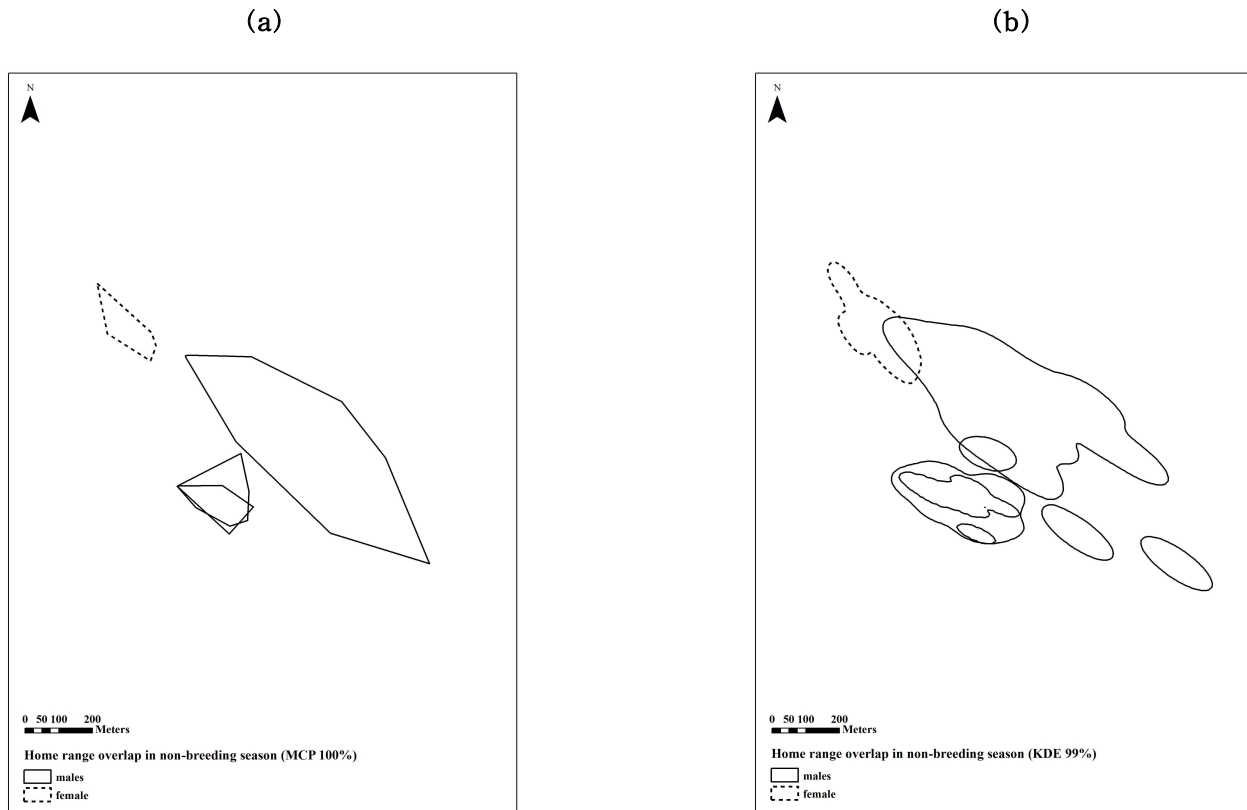 (a)
(b)
N
N
0 50 100 200
Meters
Home range overlap in non-breeding season (MCP 100%)
males
female
0 50 100 200
Meters
Home range overlap in non-breeding season (KDE 99%)
males
female